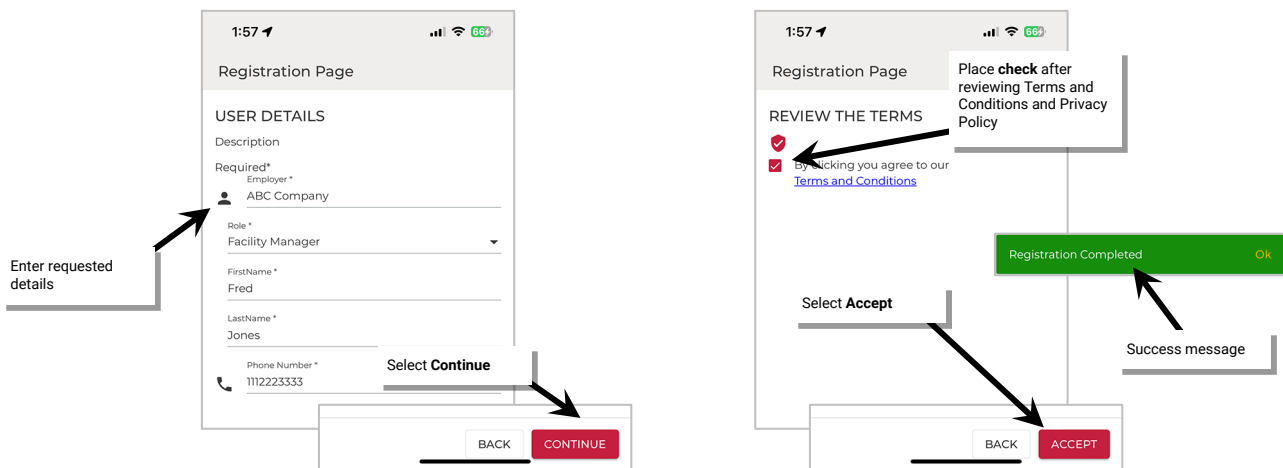 1:57
66
Registration Page
USER DETAILS
Description
Required*
Employer *
ABC Company
Role *
Facility Manager
FirstName *
Fred
LastName *
Jones
Phone Number *
1112223333
Enter requested
details
Select Continue
BACK
CONTINUE
1:57
66
Registration Page
Place check after
reviewing Terms and
Conditions and Privacy
Policy
REVIEW THE TERMS
By clicking you agree to our
Terms and Conditions
Registration Completed
Ok
Select Accept
Success message
BACK
ACCEPT